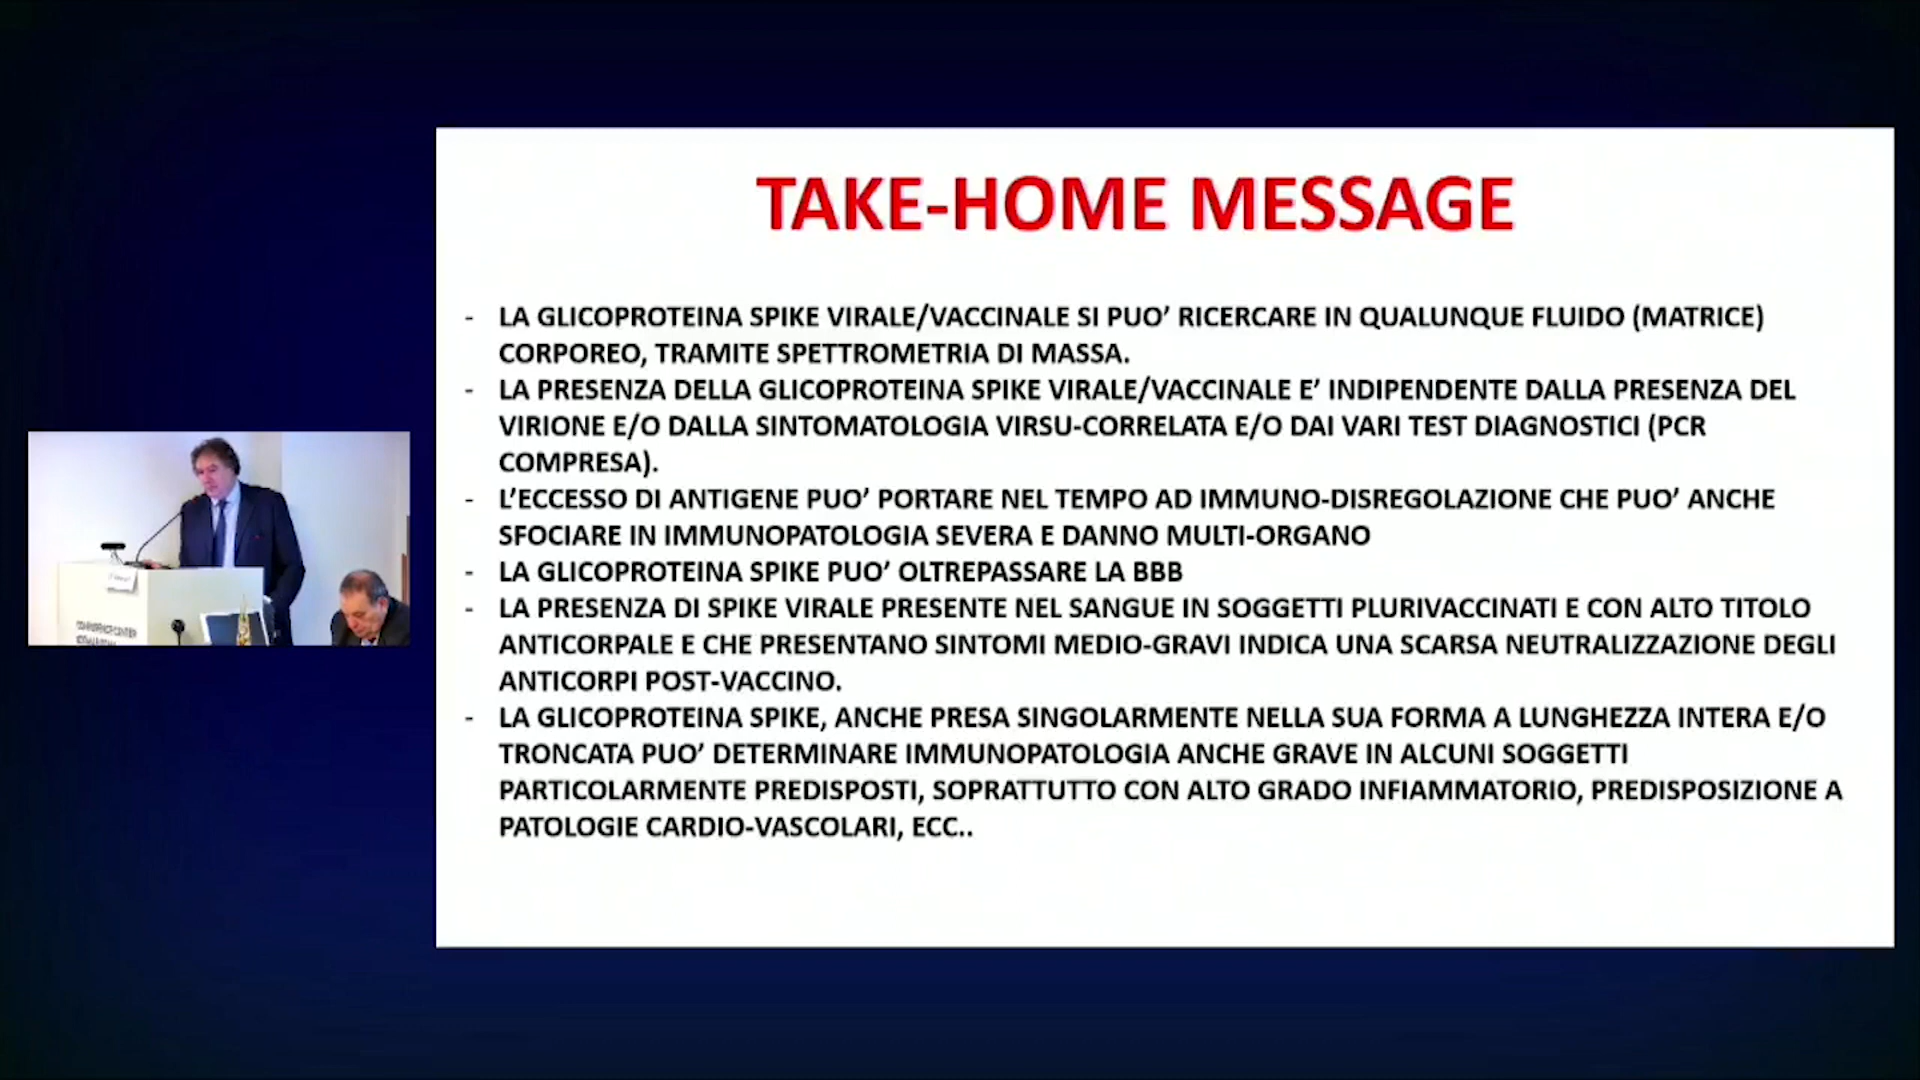 TAKE-HOME MESSAGE
- LA GLICOPROTEINA SPIKE VIRALE/VACCINALE SI PUO’ RICERCARE IN QUALUNQUE FLUIDO (MATRICE)
CORPOREO, TRAMITE SPETTROMETRIA DI MASSA.
- LA PRESENZA DELLA GLICOPROTEINA SPIKE VIRALE/VACCINALE E’ INDIPENDENTE DALLA PRESENZA DEL
VIRIONE E/O DALLA SINTOMATOLOGIA VIRSU-CORRELATA E/O DAI VARI TEST DIAGNOSTICI (PCR
COMPRESA).
- L’ECCESSO DI ANTIGENE PUO’ PORTARE NEL TEMPO AD IMMUNO-DISREGOLAZIONE CHE PUO’ ANCHE
SFOCIARE IN IMMUNOPATOLOGIA SEVERA E DANNO MULTI-ORGANO
- LA GLICOPROTEINA SPIKE PUO’ OLTREPASSARE LA BBB
- LA PRESENZA DI SPIKE VIRALE PRESENTE NEL SANGUE IN SOGGETTI PLURIVACCINATI E CON ALTO TITOLO
ANTICORPALE E CHE PRESENTANO SINTOMI MEDIO-GRAVI INDICA UNA SCARSA NEUTRALIZZAZIONE DEGLI
ANTICORPI POST-VACCINO.
- LA GLICOPROTEINA SPIKE, ANCHE PRESA SINGOLARMENTE NELLA SUA FORMA A LUNGHEZZA INTERA E/O
TRONCATA PUO’ DETERMINARE IMMUNOPATOLOGIA ANCHE GRAVE IN ALCUNI SOGGETTI
PARTICOLARMENTE PREDISPOSTI, SOPRATTUTTO CON ALTO GRADO INFIAMMATORIO, PREDISPOSIZIONE A
PATOLOGIE CARDIO-VASCOLARI, ECC..
CONFERENCE CENTER